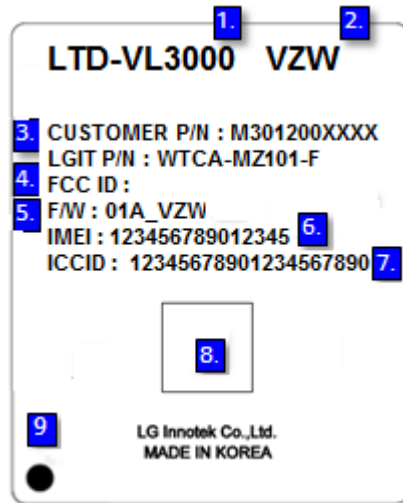 1. 2.
LTD-VL3000 VZW
3. CUSTOMER P/N : M301200XXXX
LGIT P/N : WTCA-MZ101-F
4. FCC ID :
5. F/W : 01A_VZW
IMEI : 123456789012345 6.
ICCID : 12345678901234567890 7.
8.
9
LG Innotek Co.,Ltd.
MADE IN KOREA